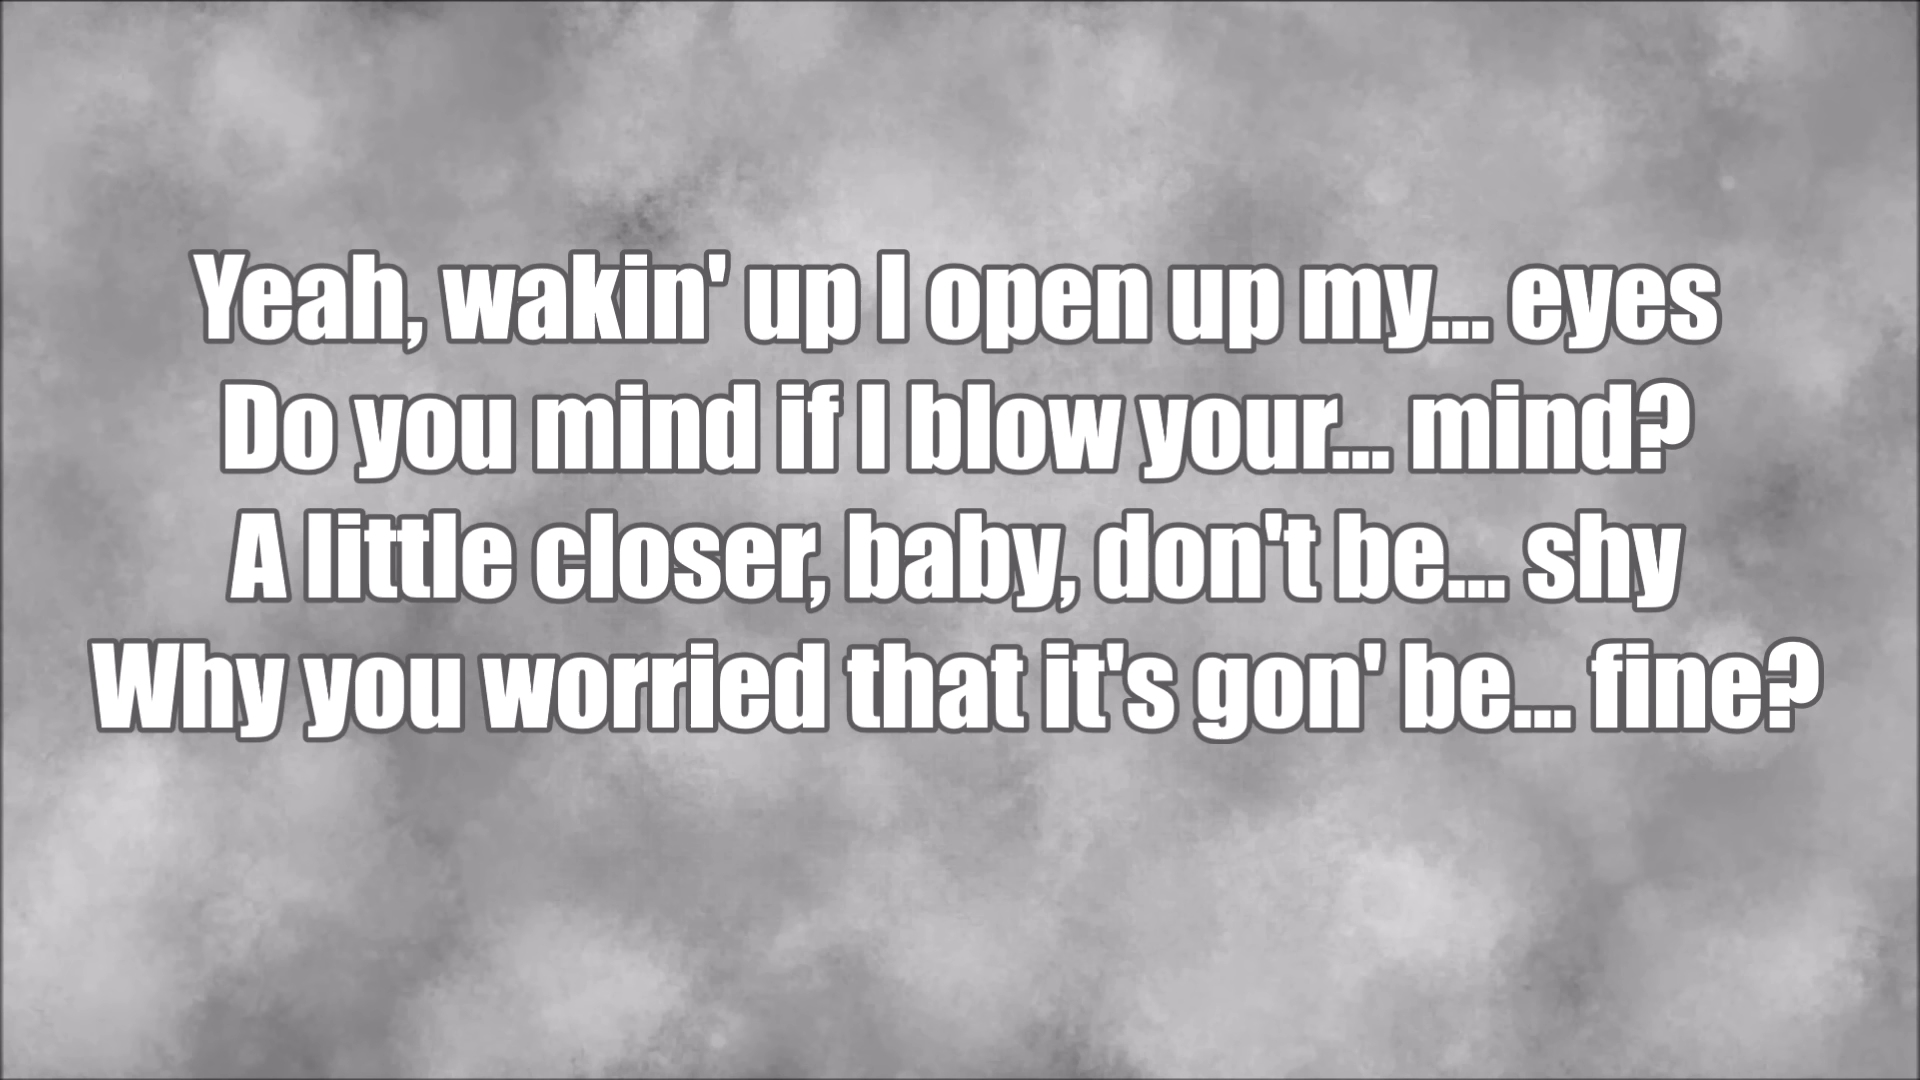 Yeah, wakin' up I open up my... eyes
Do you mind if I blow your... mind?
A little closer, baby, don't be... shy
Why you worried that it's gon' be... fine?